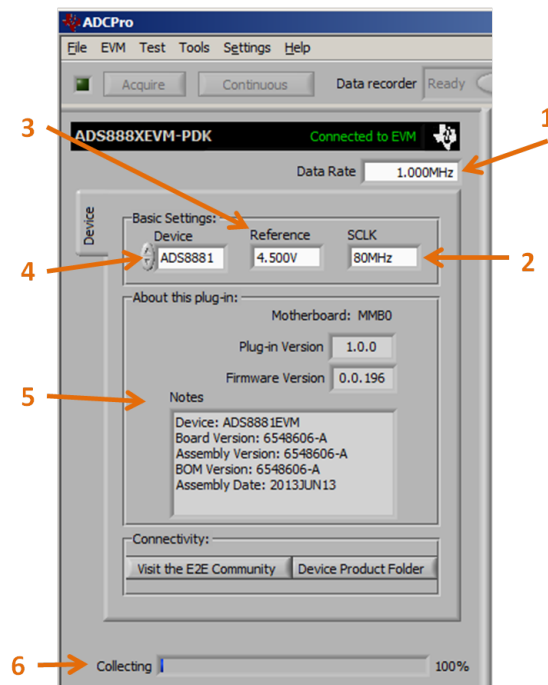 ADCPro
File EVM Test Tools Settings Help
Acquire Continuous Data recorder Ready
3
1
ADS888XEVM-PDK Connected to EVM
Data Rate 1.000MHz
Device
Basic Settings:
Device Reference SCLK
ADS8881 4.500V 80MHz
4
2
About this plug-in:
Motherboard: MMB0
Plug-in Version 1.0.0
Firmware Version 0.0.196
5
Notes
Device: ADS8881EVM
Board Version: 6548606-A
Assembly Version: 6548606-A
BOM Version: 6548606-A
Assembly Date: 2013JUN13
Connectivity:
Visit the E2E Community Device Product Folder
6
Collecting 100%